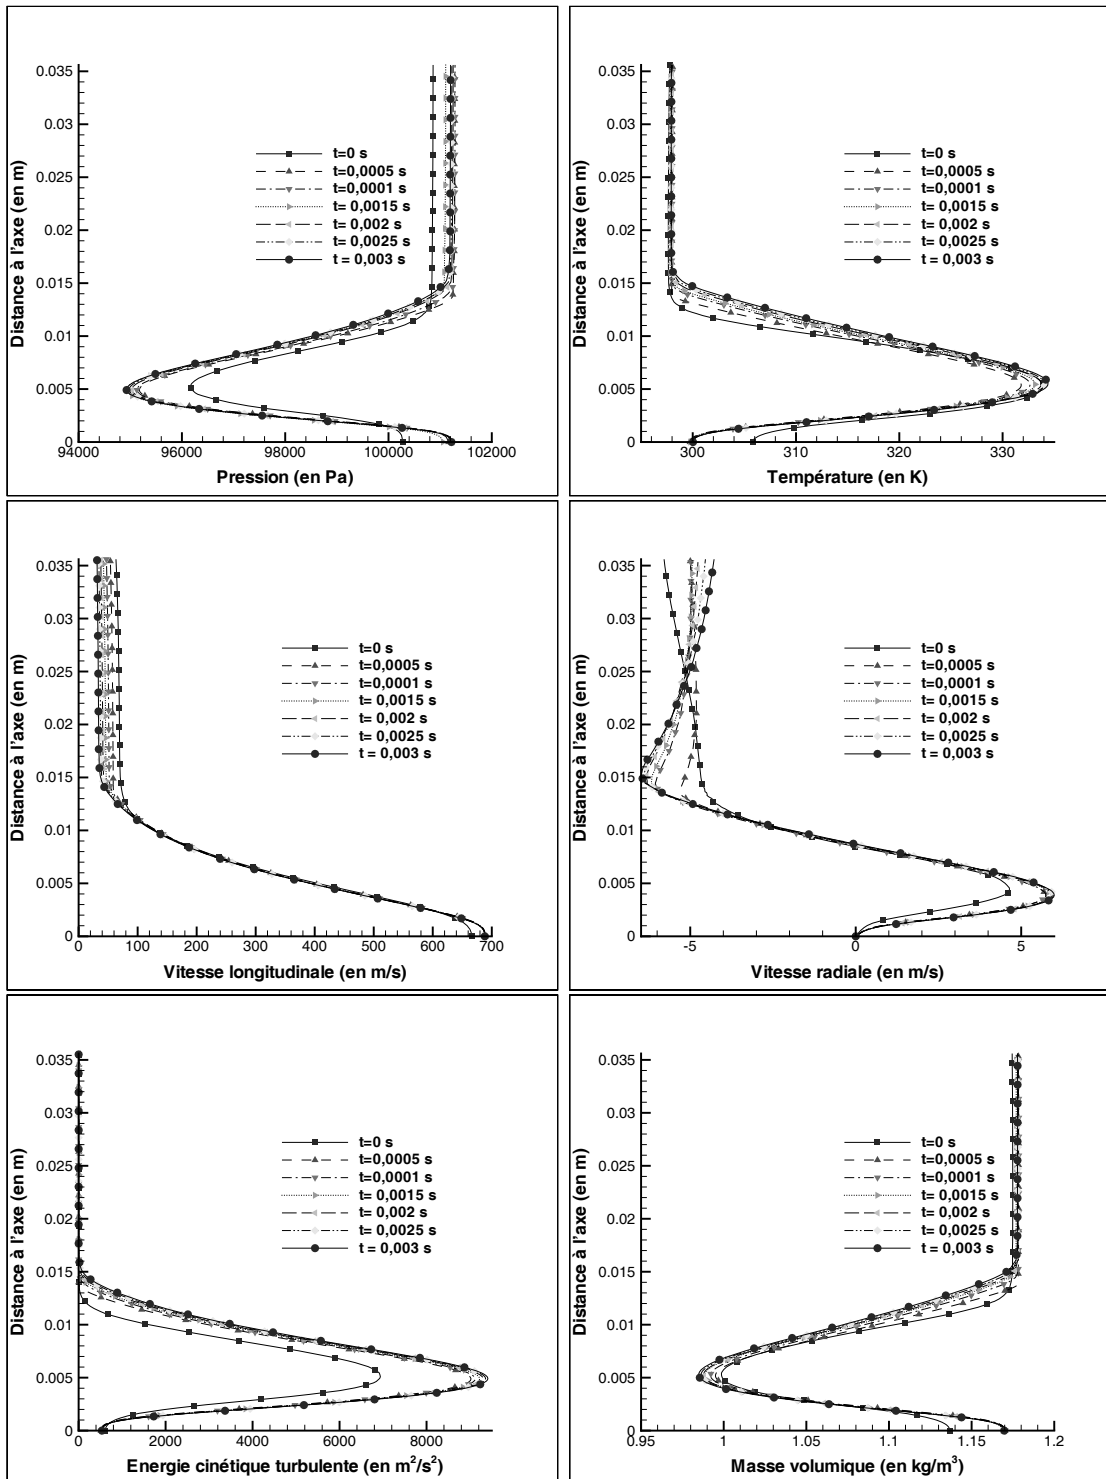 0.035
0.03
0.025
0.02
0.015
0.01
0.005
0
94000 96000 98000 100000 102000
Distance à l'axe (en m)
Pression (en Pa)
t=0 s
t=0,0005 s
t=0,0001 s
t= 0,0015 s
t= 0,002 s
t= 0,0025 s
t = 0,003 s
0.035
0.03
0.025
0.02
0.015
0.01
0.005
0
300 310 320 330
Distance à l'axe (en m)
Température (en K)
t=0 s
t=0,0005 s
t=0,0001 s
t= 0,0015 s
t= 0,002 s
t= 0,0025 s
t = 0,003 s
0.035
0.03
0.025
0.02
0.015
0.01
0.005
0
0 100 200 300 400 500 600 700
Distance à l'axe (en m)
Vitesse longitudinale (en m/s)
t=0 s
t=0,0005 s
t=0,0001 s
t= 0,0015 s
t= 0,002 s
t= 0,0025 s
t = 0,003 s
0.035
0.03
0.025
0.02
0.015
0.01
0.005
0
-5 0 5
Distance à l'axe (en m)
Vitesse radiale (en m/s)
t=0 s
t=0,0005 s
t=0,0001 s
t= 0,0015 s
t= 0,002 s
t= 0,0025 s
t = 0,003 s
0.035
0.03
0.025
0.02
0.015
0.01
0.005
0
0 2000 4000 6000 8000
Distance à l'axe (en m)
Energie cinétique turbulente (en m²/s²)
t=0 s
t=0,0005 s
t=0,0001 s
t= 0,0015 s
t= 0,002 s
t= 0,0025 s
t = 0,003 s
0.035
0.03
0.025
0.02
0.015
0.01
0.005
0
0.95 1 1.05 1.1 1.15 1.2
Distance à l'axe (en m)
Masse volumique (en kg/m³)
t=0 s
t=0,0005 s
t=0,0001 s
t= 0,0015 s
t= 0,002 s
t= 0,0025 s
t = 0,003 s